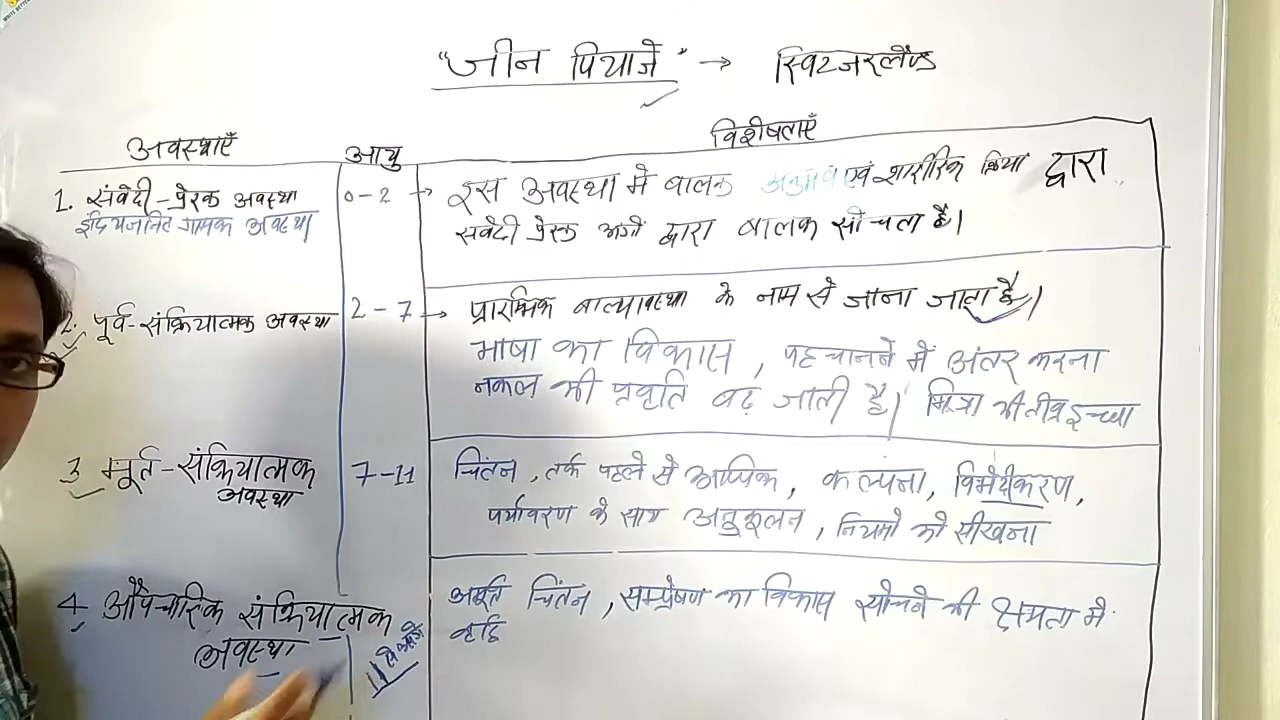 "जीन पियाजे" → स्विटजरलैण्ड
अवस्थाएँ आयु विशेषताएँ
1. संवेदी-प्रेरक अवस्था 0-2 → इस अवस्था में बालक अनुभव एवं शारीरिक क्रिया द्वारा
इंद्रियजनित गामक अवस्था संवेदी प्रेरक अंगों द्वारा बालक सीखता है।
2. पूर्व-संक्रियात्मक अवस्था 2-7 → प्रारम्भिक बाल्यावस्था के नाम से जाना जाता है।
भाषा का विकास, पहचानने में अंतर करना
नकल की प्रवृति बढ़ जाती है। की तीव्र इच्छा
3 मूर्त-संक्रियात्मक 7-11 चिंतन, तर्क पहले से अधिक, कल्पना, विभेदीकरण,
अवस्था पर्यावरण के साथ अनुकूलन, नियमो को सीखना
4 औपचारिक संक्रियात्मक अमूर्त चिंतन, सम्प्रेषण का विकास सोचने की क्षमता में
अवस्था 11 से वृद्धि